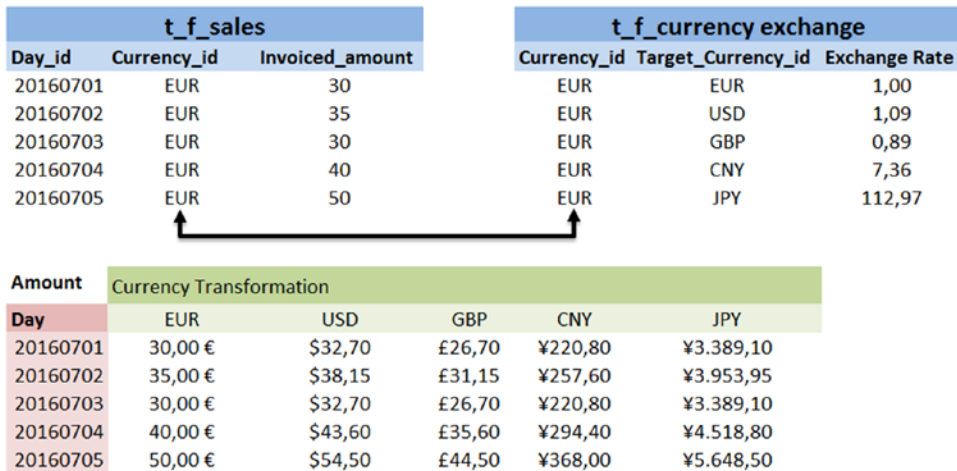 t_f_sales t_f_currency exchange
Day_id Currency_id Invoiced_amount Currency_id Target_Currency_id Exchange Rate
20160701 EUR 30 EUR EUR 1,00
20160702 EUR 35 EUR USD 1,09
20160703 EUR 30 EUR GBP 0,89
20160704 EUR 40 EUR CNY 7,36
20160705 EUR 50 EUR JPY 112,97
Amount Currency Transformation
Day EUR USD GBP CNY JPY
20160701 30,00 € $32,70 £26,70 ¥220,80 ¥3.389,10
20160702 35,00 € $38,15 £31,15 ¥257,60 ¥3.953,95
20160703 30,00 € $32,70 £26,70 ¥220,80 ¥3.389,10
20160704 40,00 € $43,60 £35,60 ¥294,40 ¥4.518,80
20160705 50,00 € $54,50 £44,50 ¥368,00 ¥5.648,50